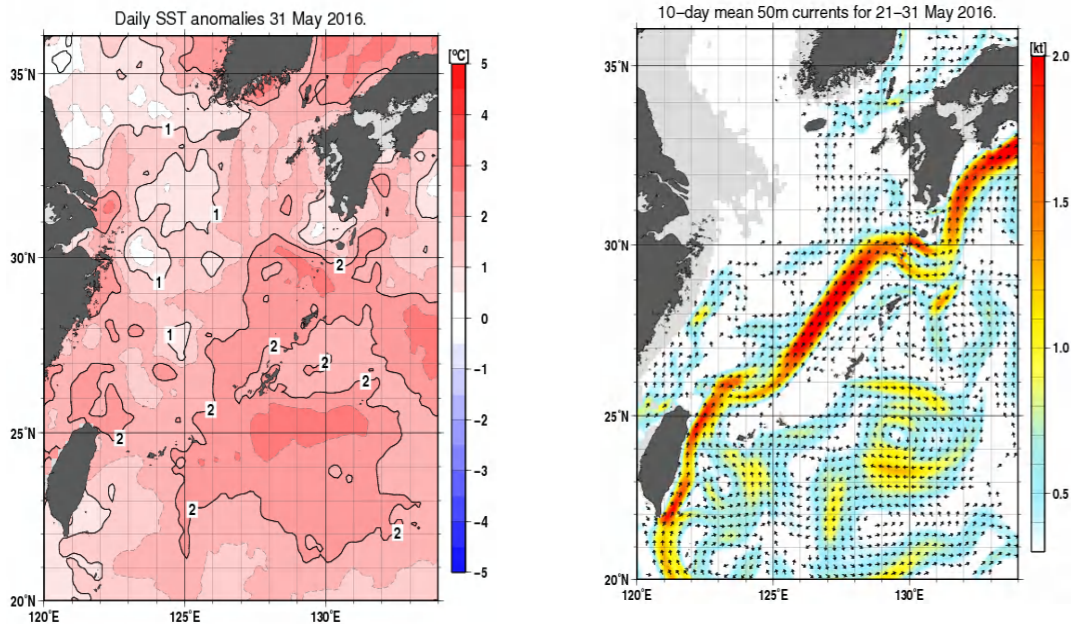 Daily SST anomalies 31 May 2016.
[°C]
35°N
30°N
25°N
20°N
120°E
125°E
130°E
1
1
1
1
2
2
2
2
2
2
2
2
5
4
3
2
1
0
−1
−2
−3
−4
−5
10−day mean 50m currents for 21−31 May 2016.
[kt]
35°N
30°N
25°N
20°N
120°E
125°E
130°E
2.0
1.5
1.0
0.5